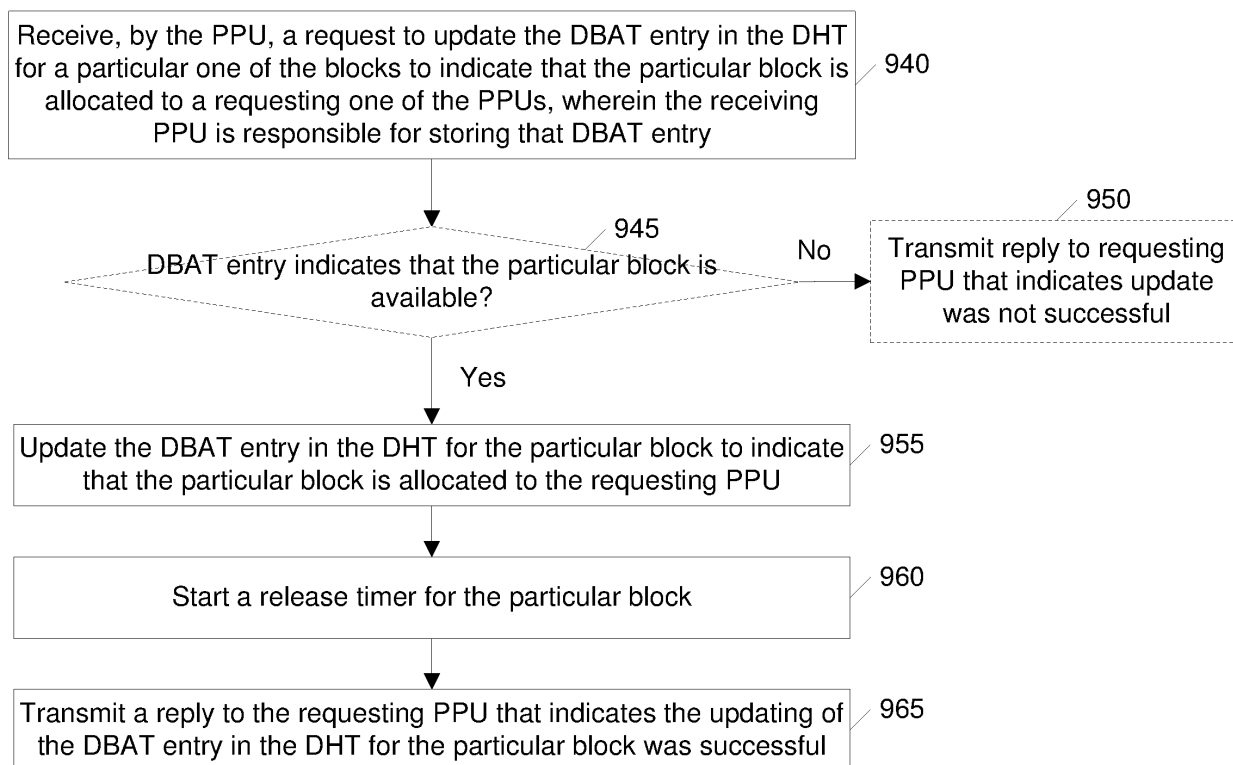 Receive, by the PPU, a request to update the DBAT entry in the DHT
for a particular one of the blocks to indicate that the particular block is
allocated to a requesting one of the PPUs, wherein the receiving
PPU is responsible for storing that DBAT entry
940
945
DBAT entry indicates that the particular block is
available?
No
950
Transmit reply to requesting
PPU that indicates update
was not successful
Yes
Update the DBAT entry in the DHT for the particular block to indicate
that the particular block is allocated to the requesting PPU
955
Start a release timer for the particular block
960
Transmit a reply to the requesting PPU that indicates the updating of
the DBAT entry in the DHT for the particular block was successful
965